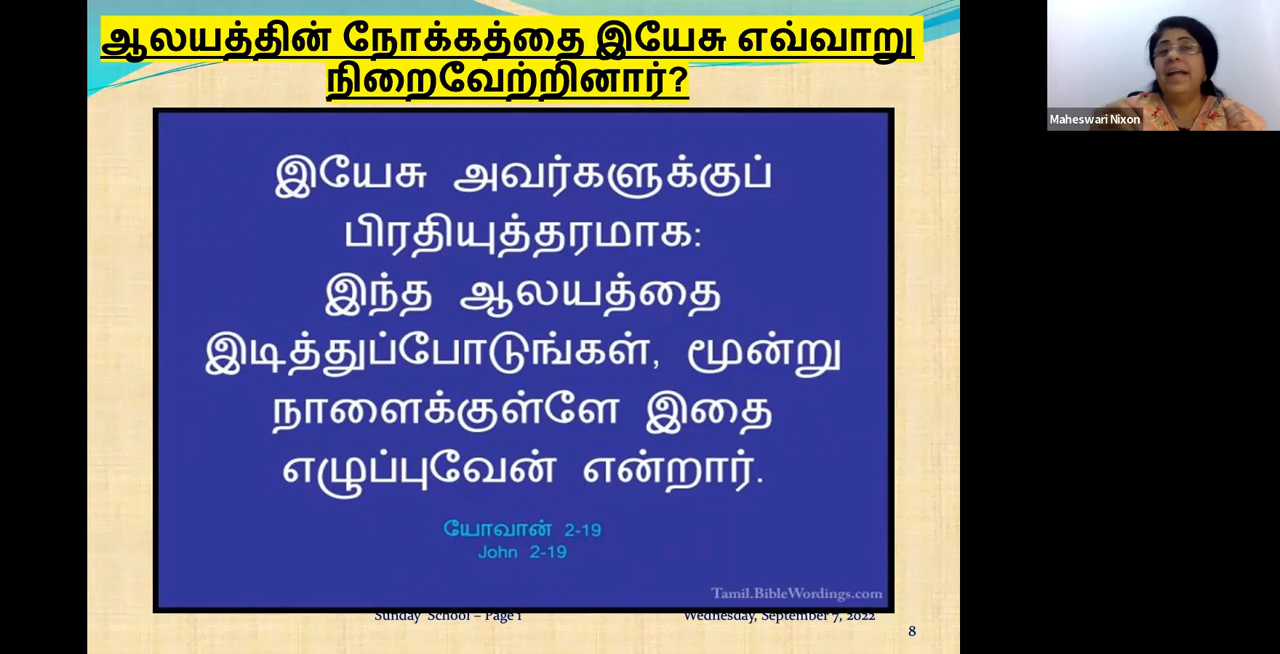 ஆலயத்தின் நோக்கத்தை இயேசு எவ்வாறு
நிறைவேற்றினார்?
Maheswari Nixon
இயேசு அவர்களுக்குப்
பிரதியுத்தரமாக:
இந்த ஆலயத்தை
இடித்துப்போடுங்கள், மூன்று
நாளைக்குள்ளே இதை
எழுப்புவேன் என்றார்.
யோவான் 2-19
John 2-19
Tamil.BibleWordings.com
Sunday School – Page 1
Wednesday, September 7, 2022
8